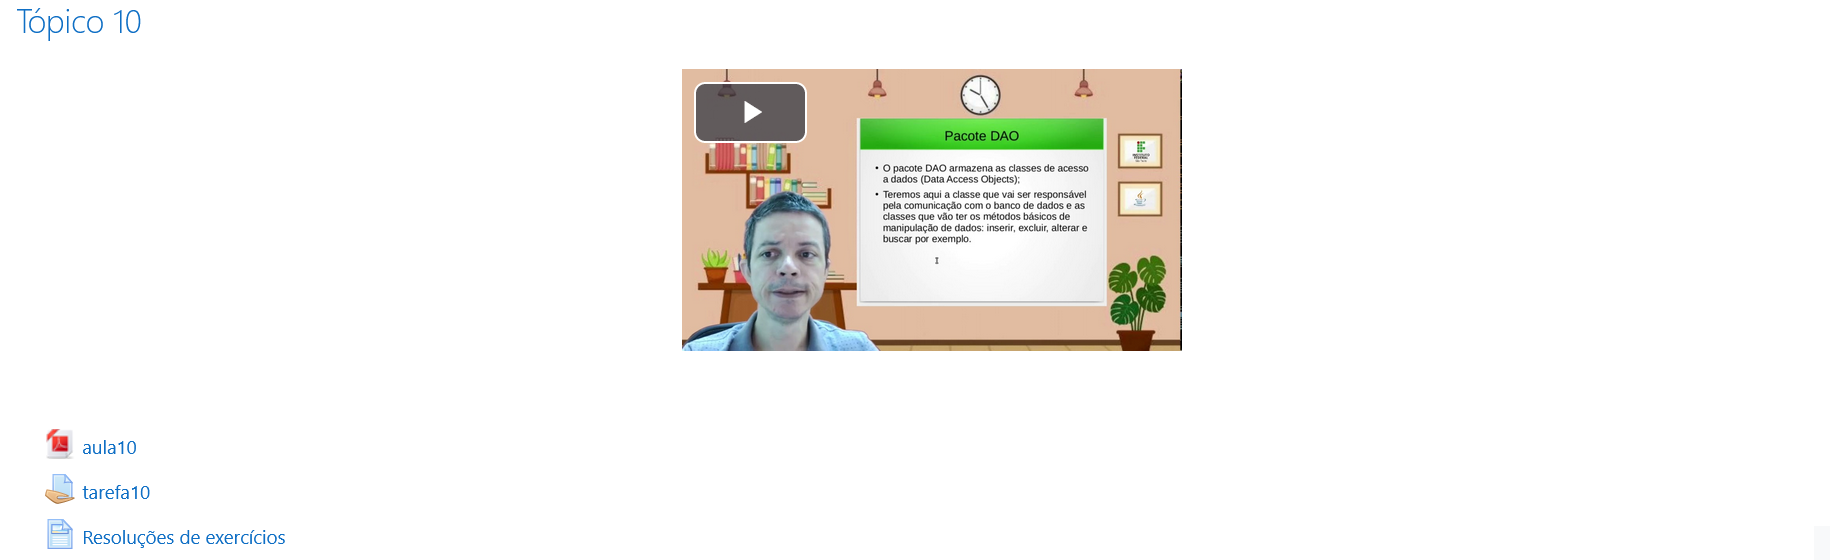 Tópico 10
Pacote DAO
• O pacote DAO armazena as classes de acesso
a dados (Data Access Objects);
• Teremos aqui a classe que vai ser responsável
pela comunicação com o banco de dados e as
classes que vão ter os métodos básicos de
manipulação de dados: inserir, excluir, alterar e
buscar por exemplo.
INSTITUTO
FEDERAL
aula10
tarefa10
Resoluções de exercícios